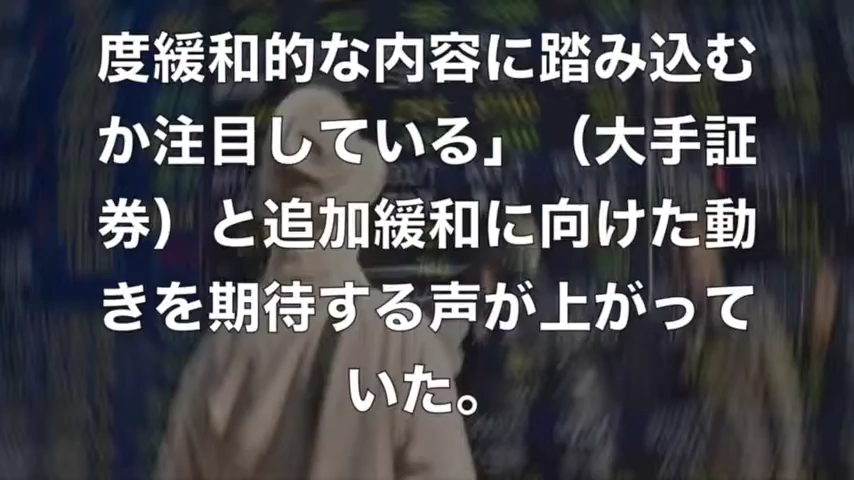 度緩和的な内容に踏み込む
か注目している」（大手証
券）と追加緩和に向けた動
きを期待する声が上がって
いた。